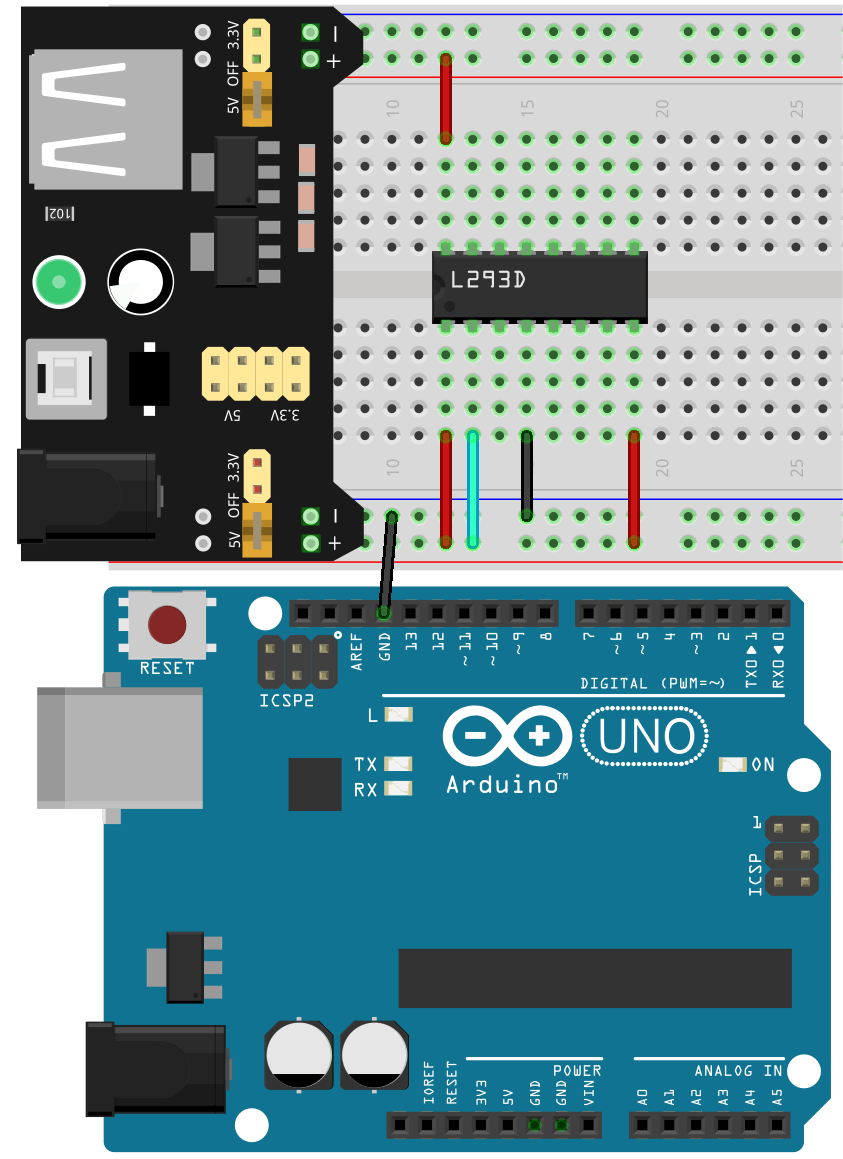 3.3V
OFF
5V
−
+
10
15
20
25
102
L293D
5V
3.3V
3.3V
OFF
5V
−
+
10
20
25
RESET
ICSP2
AREF
GND
13
12
~11
~10
~9
8
7
~6
~5
4
~3
2
TX0▶1
RX0◀0
DIGITAL (PWM=~)
L
TX
RX
UNO
Arduino™
ON
1
ICSP
POWER
ANALOG IN
IOREF
RESET
3V3
5V
GND
GND
VIN
A0
A1
A2
A3
A4
A5